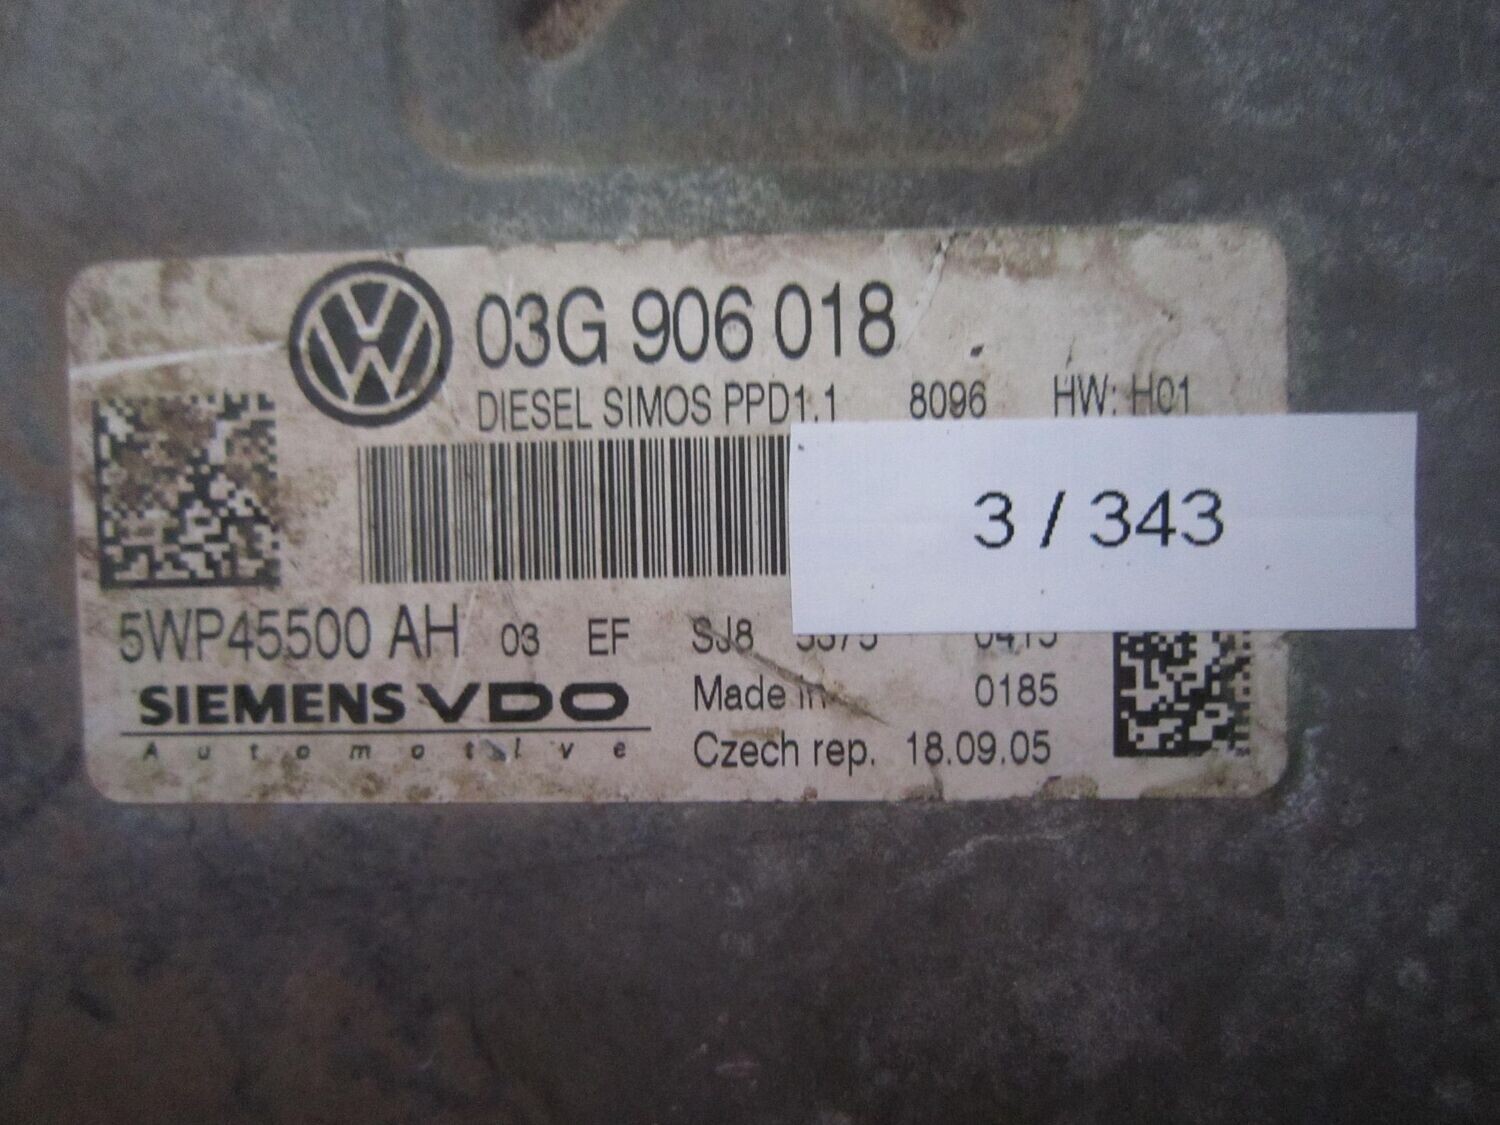 03G 906 018
DIESEL SIMOS PPD1.1 8096 HW: H01
3 / 343
5WP45500 AH 03 EF SJ8
SIEMENS VDO
Automotive
Made in 0185
Czech rep. 18.09.05